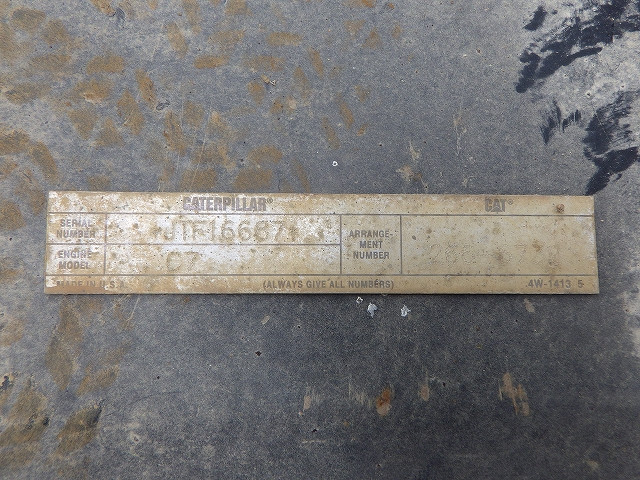 CATERPILLAR® CAT®
SERIAL NUMBER JTF16667
ENGINE MODEL C7
ARRANGE-
MENT
NUMBER
MADE IN U.S.A. (ALWAYS GIVE ALL NUMBERS) 4W-1413 5